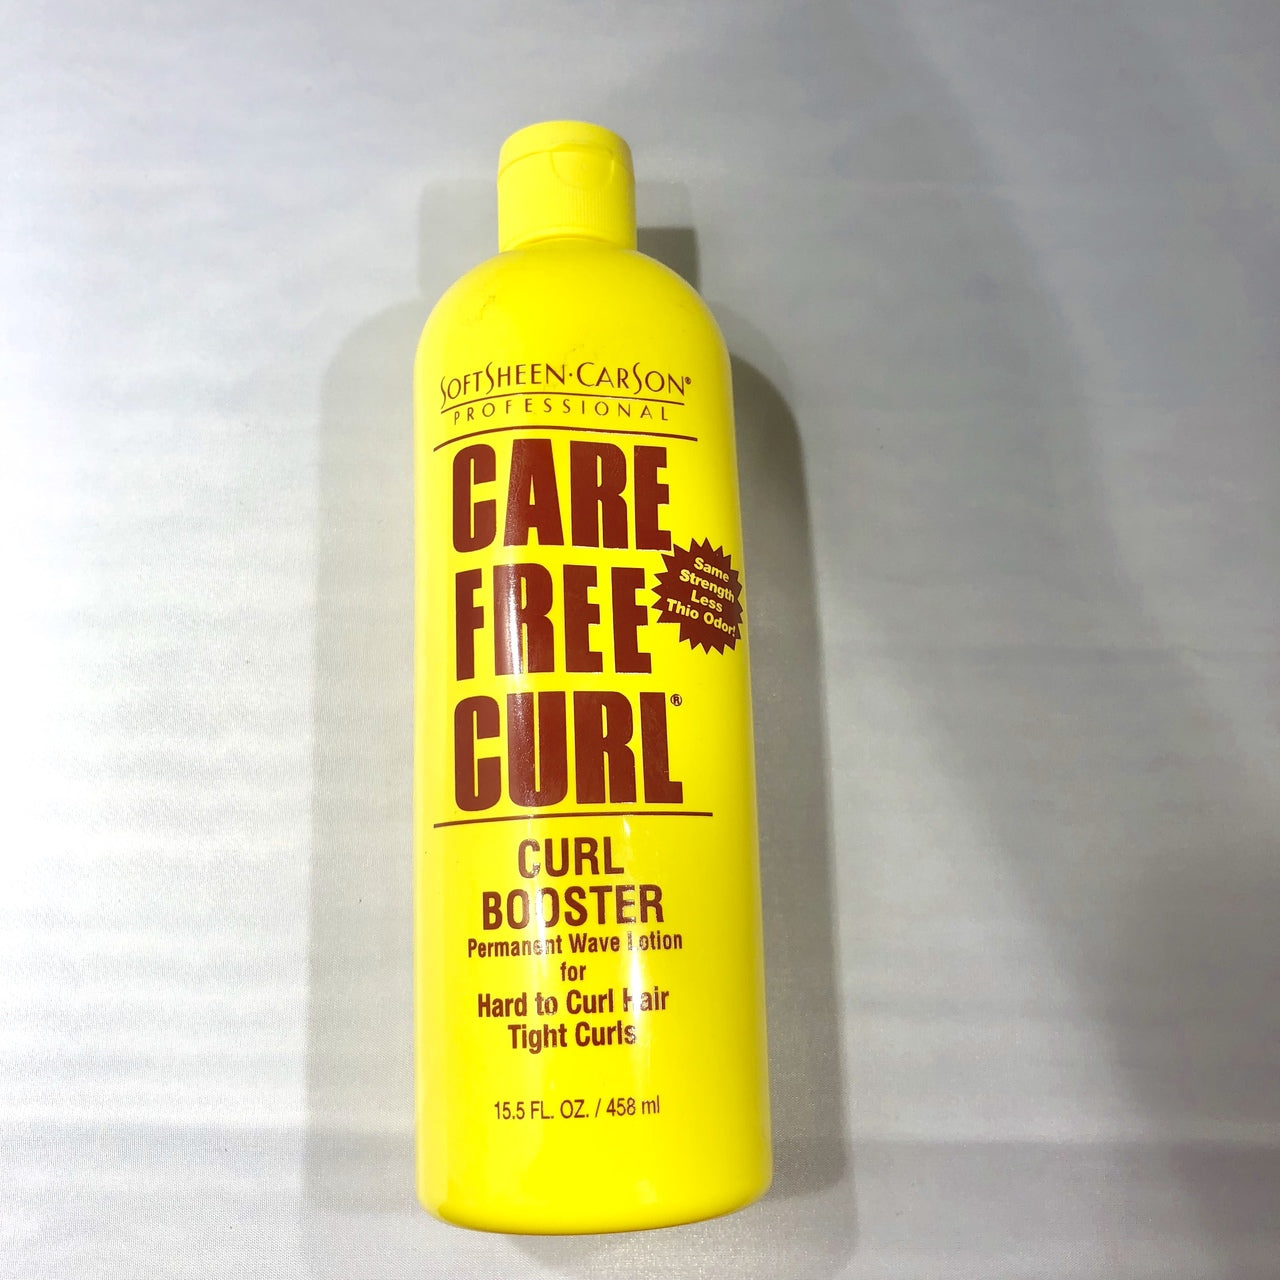 SOFTSHEEN·CARSON®
PROFESSIONAL
CARE
FREE
CURL®
Same
Strength
Less
Thio Odor!
CURL
BOOSTER
Permanent Wave Lotion
for
Hard to Curl Hair
Tight Curls
15.5 FL. OZ. / 458 ml